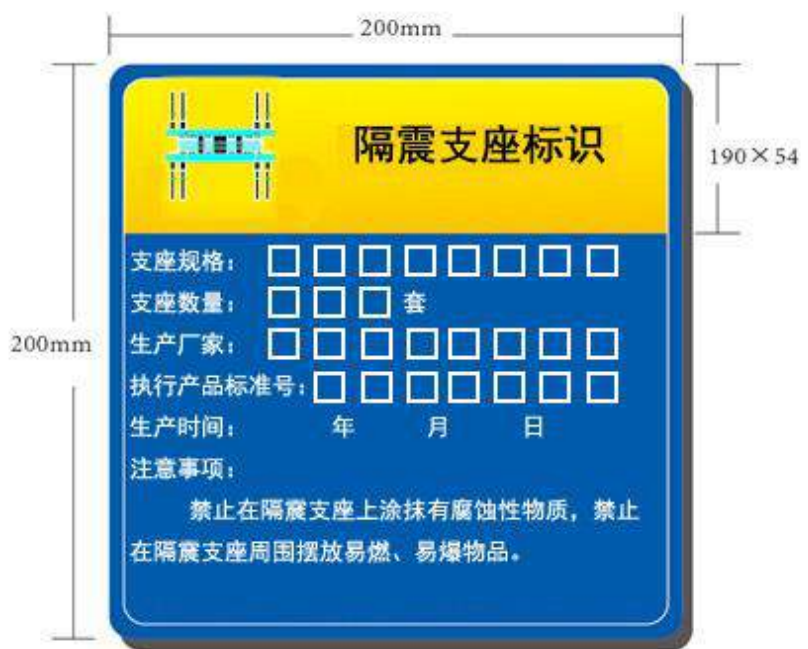 200mm
隔震支座标识
190×54
支座规格：□□□□□□□□
支座数量：□□□套
200mm
生产厂家：□□□□□□□□
执行产品标准号：□□□□□□□
生产时间： 年 月 日
注意事项：
禁止在隔震支座上涂抹有腐蚀性物质，禁止
在隔震支座周围摆放易燃、易爆物品。